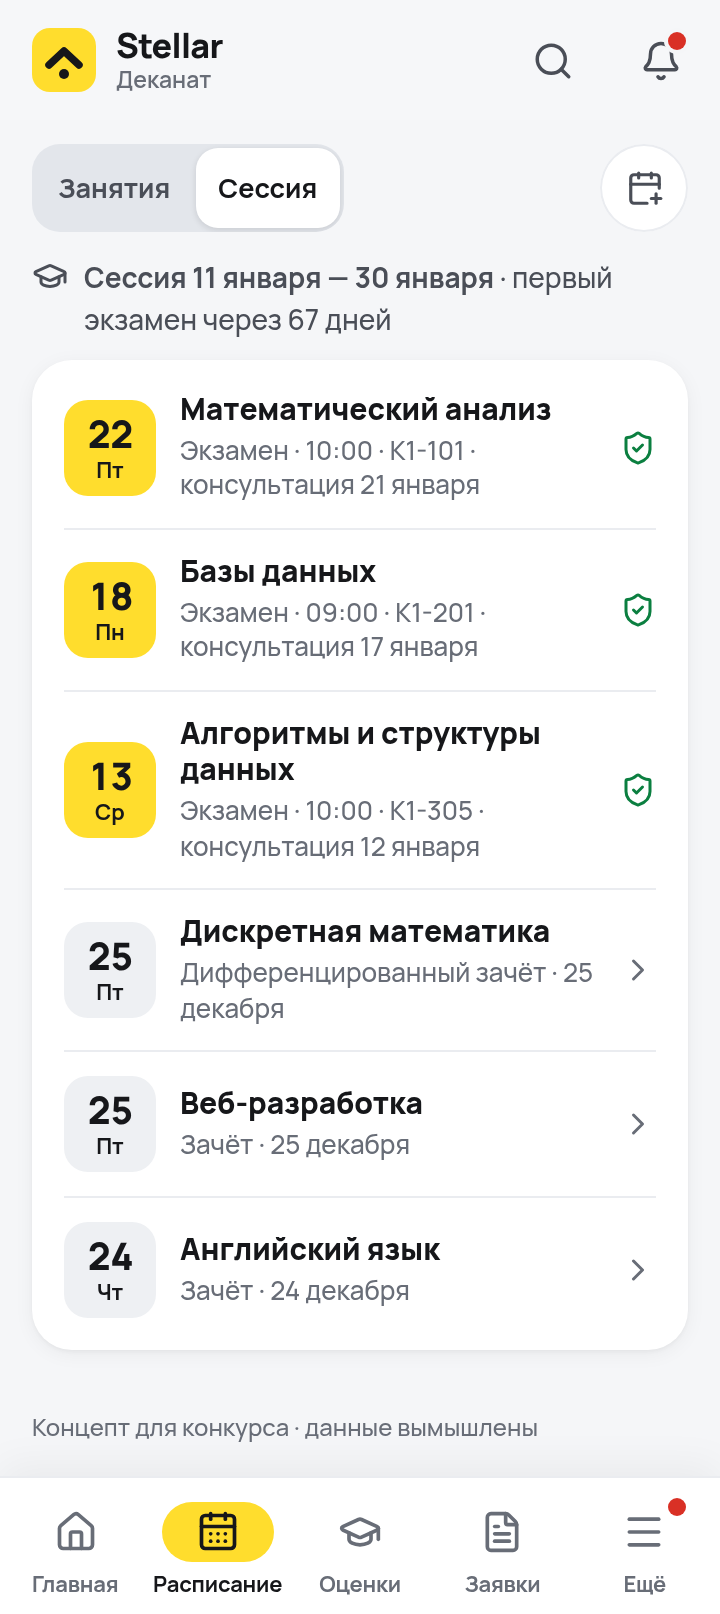 Stellar
Деканат
Занятия
Сессия
Сессия 11 января — 30 января · первый
экзамен через 67 дней
22
Пт
Математический анализ
Экзамен · 10:00 · К1-101 ·
консультация 21 января
18
Пн
Базы данных
Экзамен · 09:00 · К1-201 ·
консультация 17 января
13
Ср
Алгоритмы и структуры
данных
Экзамен · 10:00 · К1-305 ·
консультация 12 января
25
Пт
Дискретная математика
Дифференцированный зачёт · 25
декабря
25
Пт
Веб-разработка
Зачёт · 25 декабря
24
Чт
Английский язык
Зачёт · 24 декабря
Концепт для конкурса · данные вымышлены
Главная
Расписание
Оценки
Заявки
Ещё